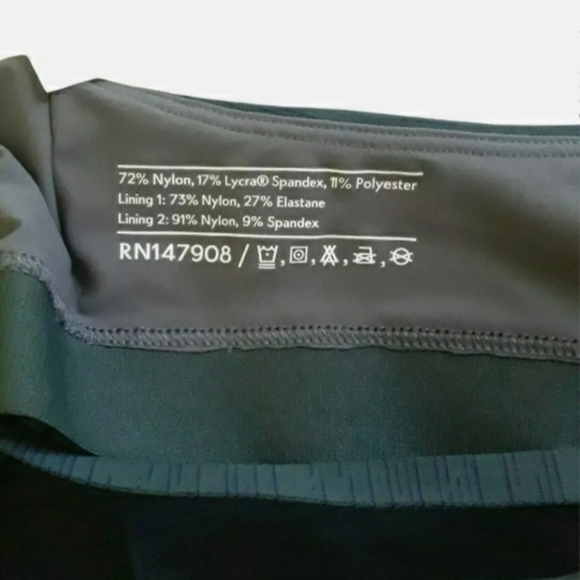 72% Nylon, 17% Lycra® Spandex, 11% Polyester
Lining 1: 73% Nylon, 27% Elastane
Lining 2: 91% Nylon, 9% Spandex
RN147908 / , , , ,